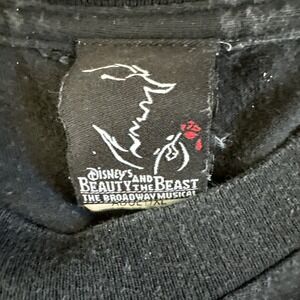 DISNEY'S
BEAUTY AND THE BEAST
THE BROADWAY MUSICAL